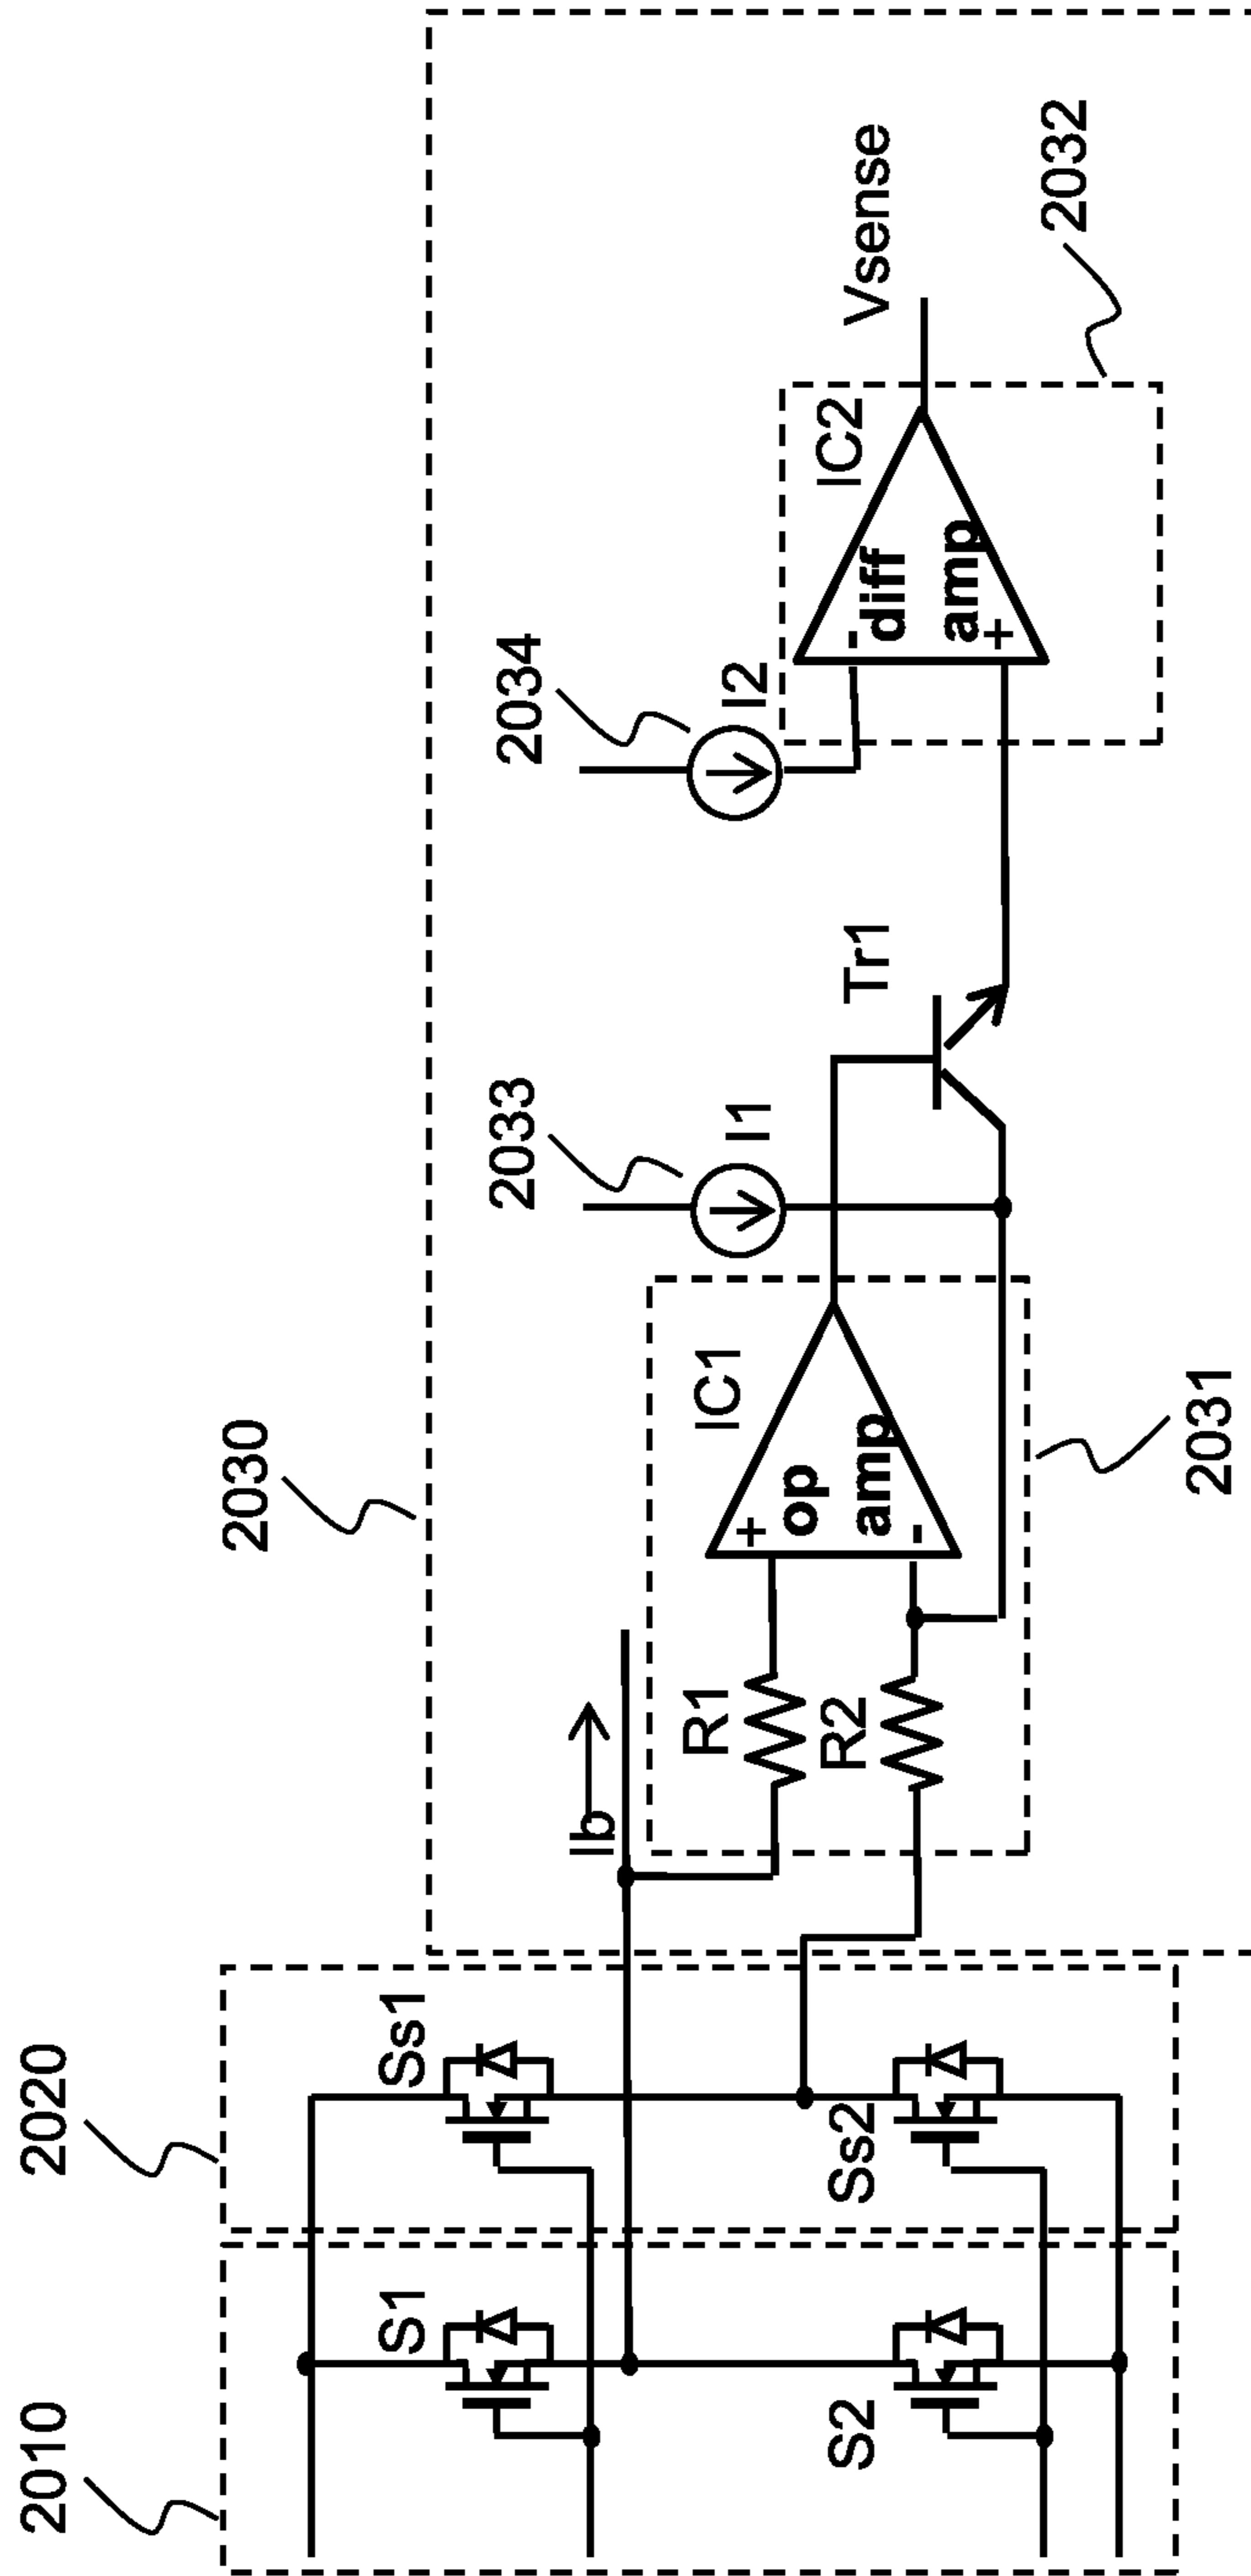 2010
2020
2030
S1
Ss1
S2
Ss2
Ib
R1
R2
+
op
amp
-
IC1
2031
2033
I1
Tr1
2034
I2
-
diff
amp
+
IC2
Vsense
2032